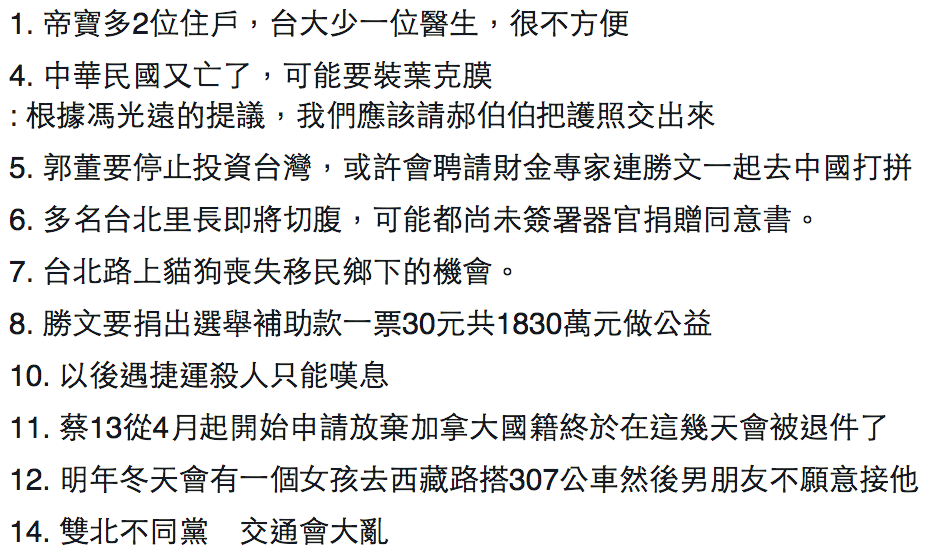 1. 帝寶多2位住戶，台大少一位醫生，很不方便
4. 中華民國又亡了，可能要裝葉克膜
: 根據馮光遠的提議，我們應該請郝伯伯把護照交出來
5. 郭董要停止投資台灣，或許會聘請財金專家連勝文一起去中國打拼
6. 多名台北里長即將切腹，可能都尚未簽署器官捐贈同意書。
7. 台北路上貓狗喪失移民鄉下的機會。
8. 勝文要捐出選舉補助款一票30元共1830萬元做公益
10. 以後遇捷運殺人只能嘆息
11. 蔡13從4月起開始申請放棄加拿大國籍終於在這幾天會被退件了
12. 明年冬天會有一個女孩去西藏路搭307公車然後男朋友不願意接他
14. 雙北不同黨　交通會大亂